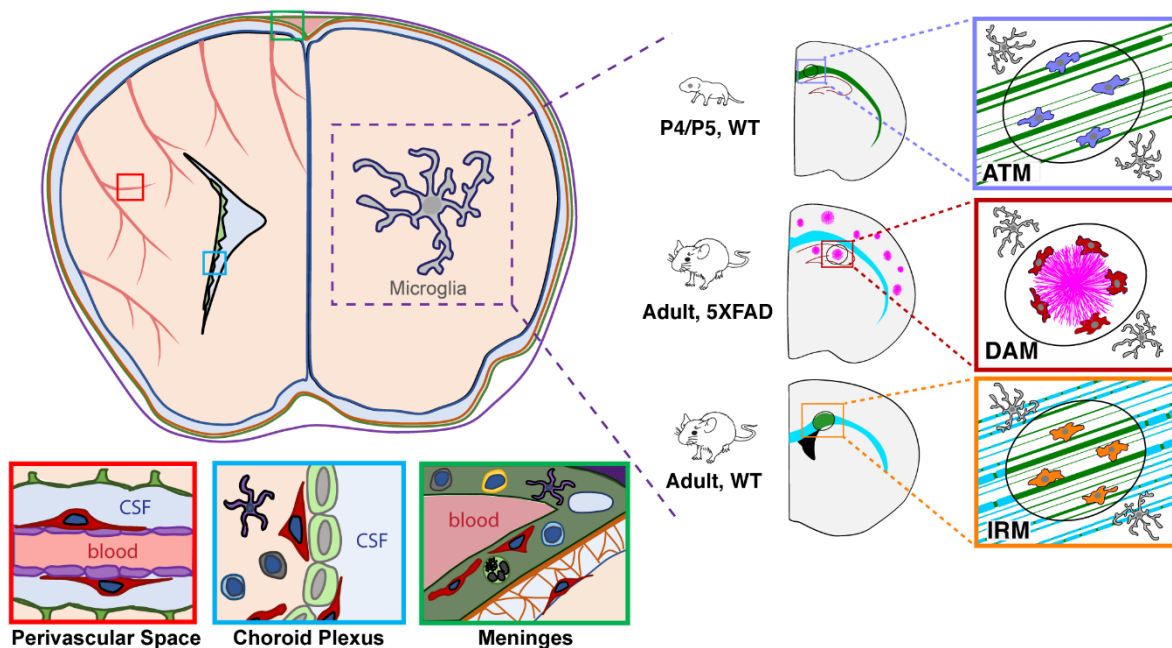 Microglia
P4/P5, WT
ATM
Adult, 5XFAD
DAM
Adult, WT
IRM
CSF
blood
Perivascular Space
CSF
Choroid Plexus
blood
Meninges